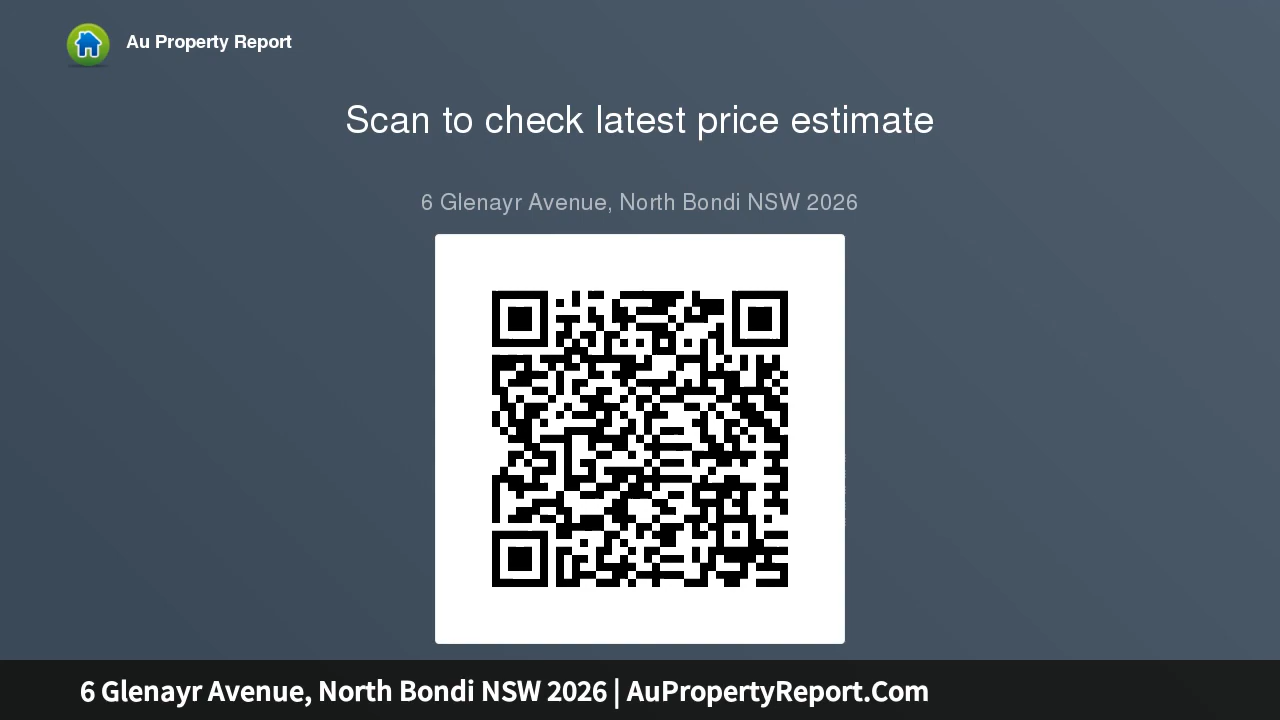 Au Property Report
Scan to check latest price estimate
6 Glenayr Avenue, North Bondi NSW 2026
6 Glenayr Avenue, North Bondi NSW 2026 | AuPropertyReport.Com